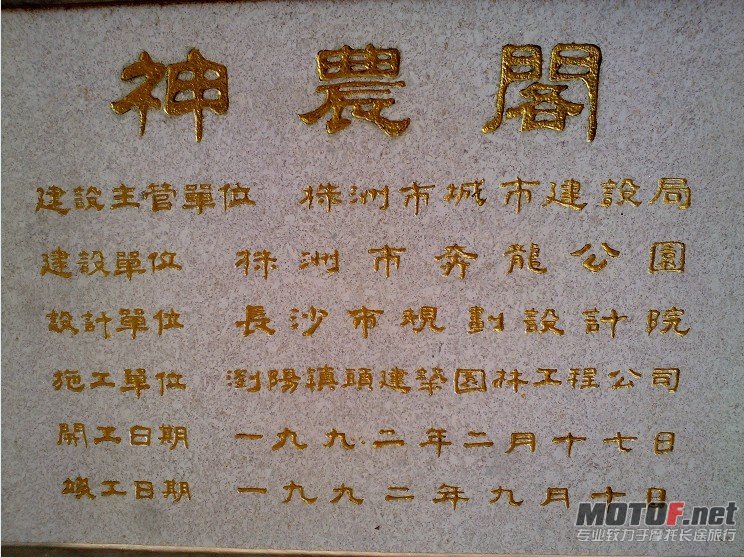 神農閣
建設主管單位 株洲市城市建設局
建設單位 株洲市奔龍公園
設計單位 長沙市規劃設計院
施工單位 瀏陽鎮頭建築园林工程公司
開工日期 一九九二年二月十七日
竣工日期 一九九二年九月十日
MOTOF.net
专业致力于摩托长途旅行